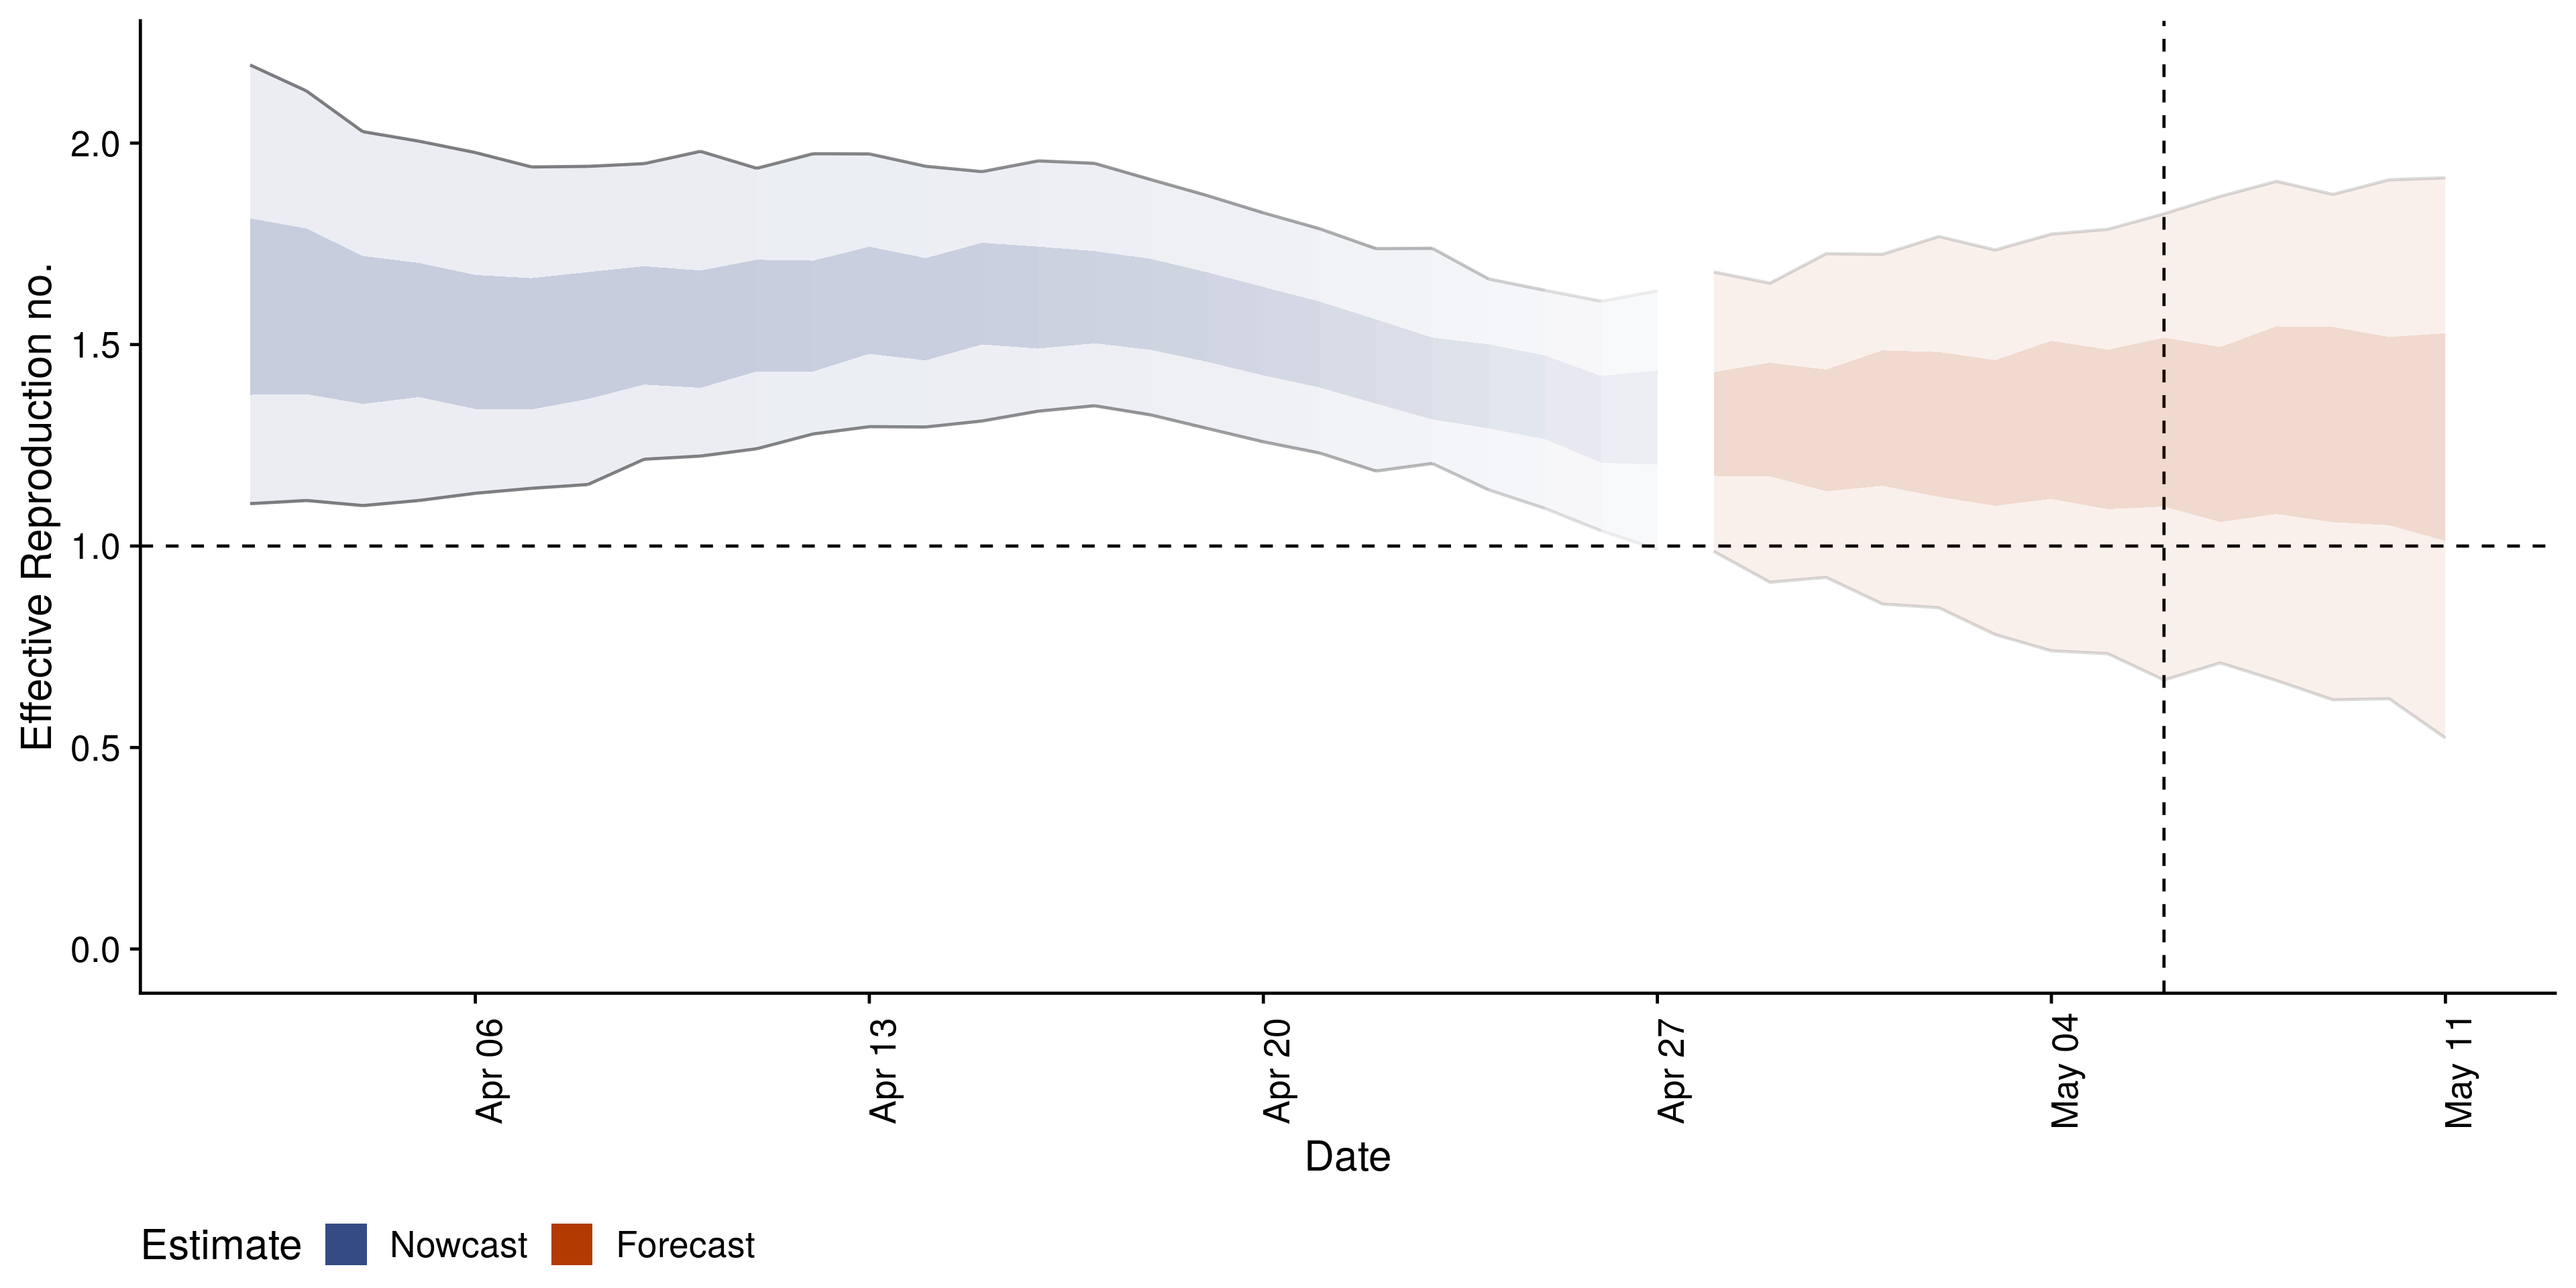 Effective Reproduction no.
2.0
1.5
1.0
0.5
0.0
Apr 06
Apr 13
Apr 20
Apr 27
May 04
May 11
Date
Estimate Nowcast Forecast